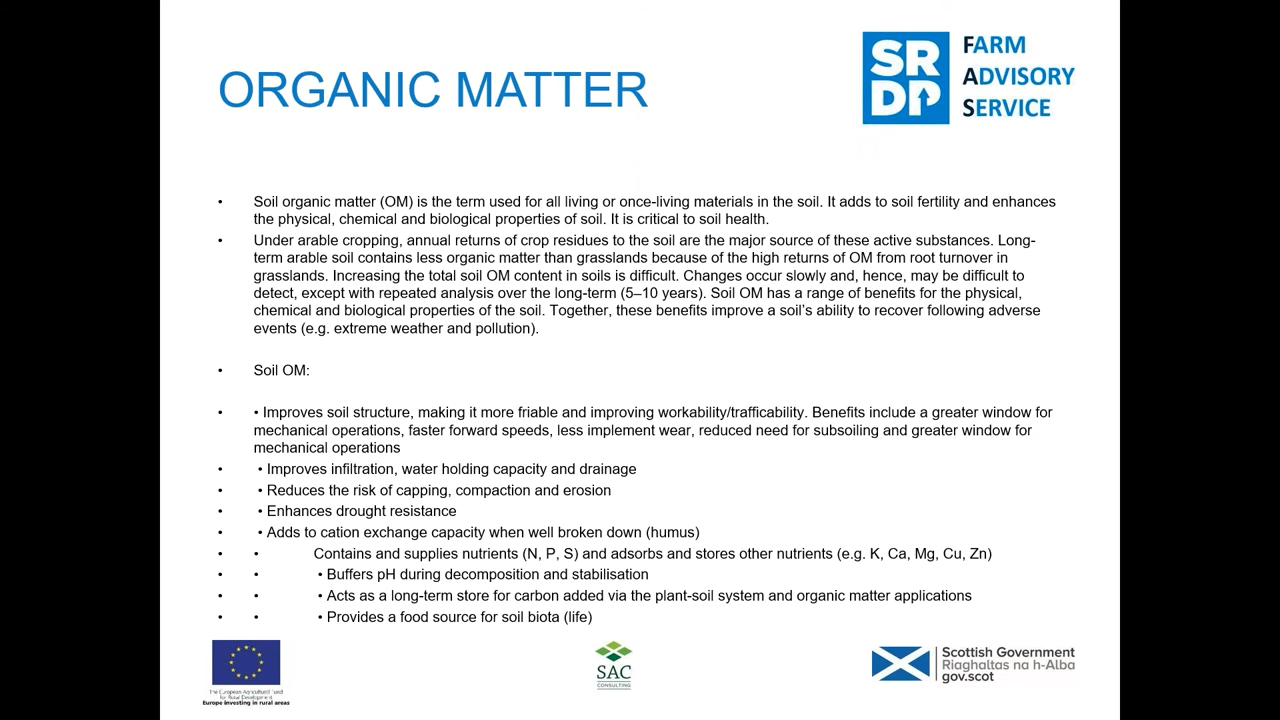 ORGANIC MATTER
SR
DP
FARM
ADVISORY
SERVICE
• Soil organic matter (OM) is the term used for all living or once-living materials in the soil. It adds to soil fertility and enhances
the physical, chemical and biological properties of soil. It is critical to soil health.
• Under arable cropping, annual returns of crop residues to the soil are the major source of these active substances. Long-
term arable soil contains less organic matter than grasslands because of the high returns of OM from root turnover in
grasslands. Increasing the total soil OM content in soils is difficult. Changes occur slowly and, hence, may be difficult to
detect, except with repeated analysis over the long-term (5–10 years). Soil OM has a range of benefits for the physical,
chemical and biological properties of the soil. Together, these benefits improve a soil's ability to recover following adverse
events (e.g. extreme weather and pollution).
• Soil OM:
• • Improves soil structure, making it more friable and improving workability/trafficability. Benefits include a greater window for
mechanical operations, faster forward speeds, less implement wear, reduced need for subsoiling and greater window for
mechanical operations
• • Improves infiltration, water holding capacity and drainage
• • Reduces the risk of capping, compaction and erosion
• • Enhances drought resistance
• • Adds to cation exchange capacity when well broken down (humus)
• • Contains and supplies nutrients (N, P, S) and adsorbs and stores other nutrients (e.g. K, Ca, Mg, Cu, Zn)
• • • Buffers pH during decomposition and stabilisation
• • • Acts as a long-term store for carbon added via the plant-soil system and organic matter applications
• • • Provides a food source for soil biota (life)
The European Agricultural Fund
for Rural Development
Europe investing in rural areas
SAC
CONSULTING
Scottish Government
Riaghaltas na h-Alba
gov.scot